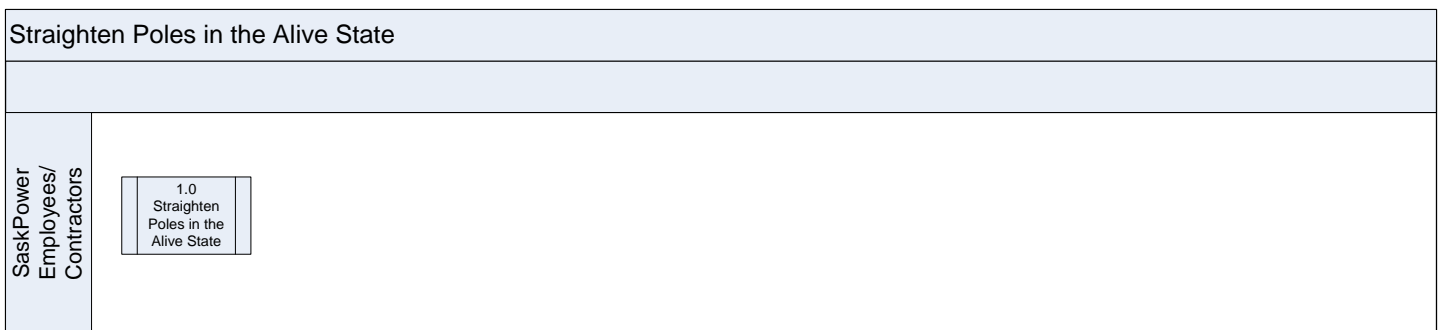 Straighten Poles in the Alive State
SaskPower
Employees/
Contractors
1.0
Straighten
Poles in the
Alive State